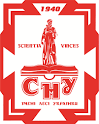 1940
SCIENTIA VINCES
СНУ
ІМЕНІ ЛЕСІ УКРАЇНКИ